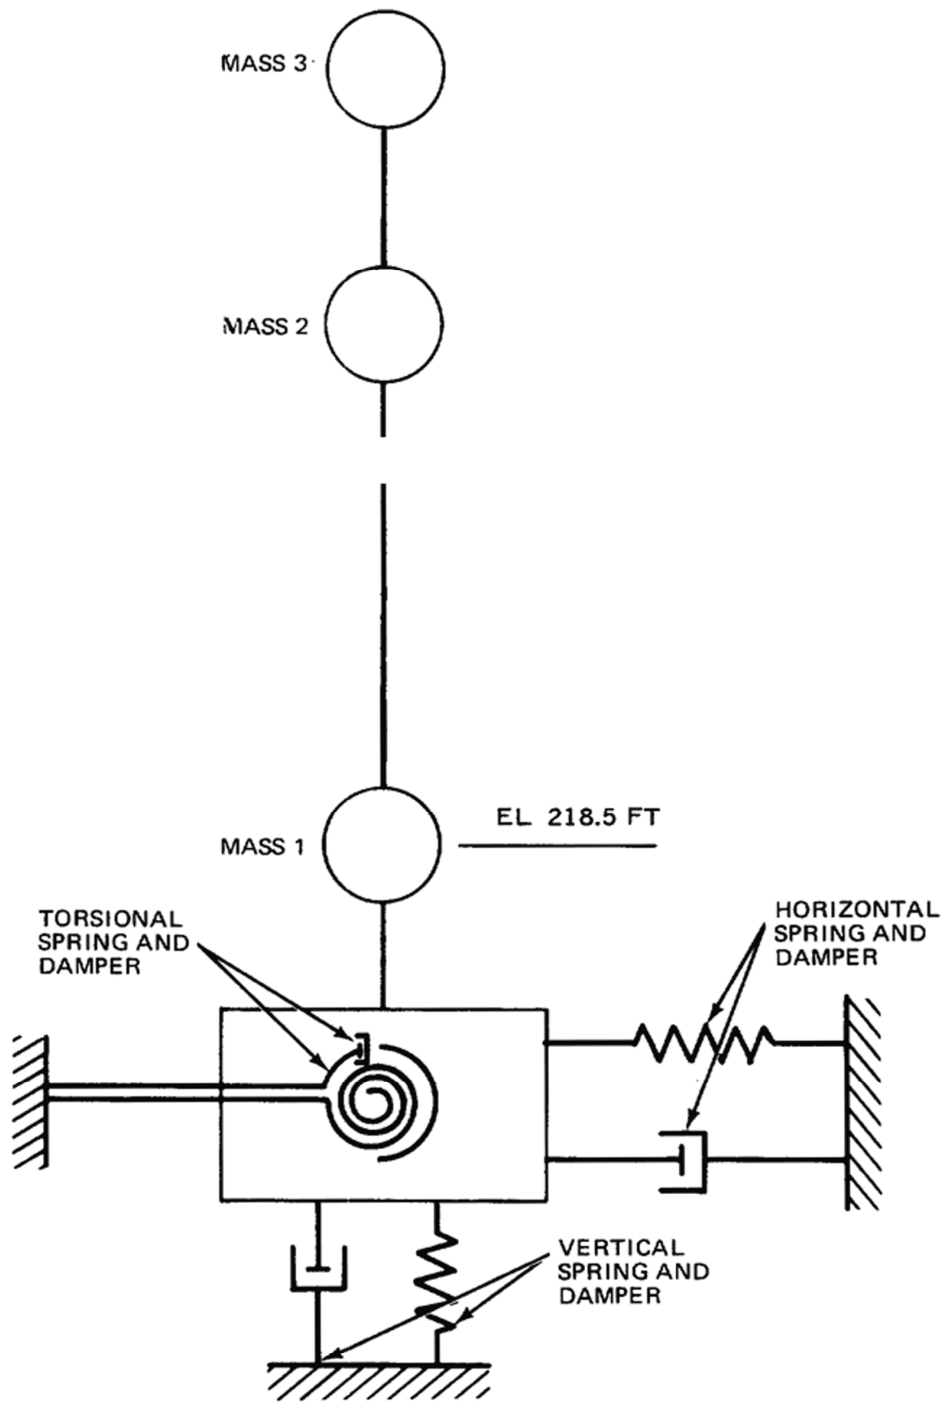 MASS 3
MASS 2
MASS 1
EL 218.5 FT
TORSIONAL
SPRING AND
DAMPER
HORIZONTAL
SPRING AND
DAMPER
VERTICAL
SPRING AND
DAMPER